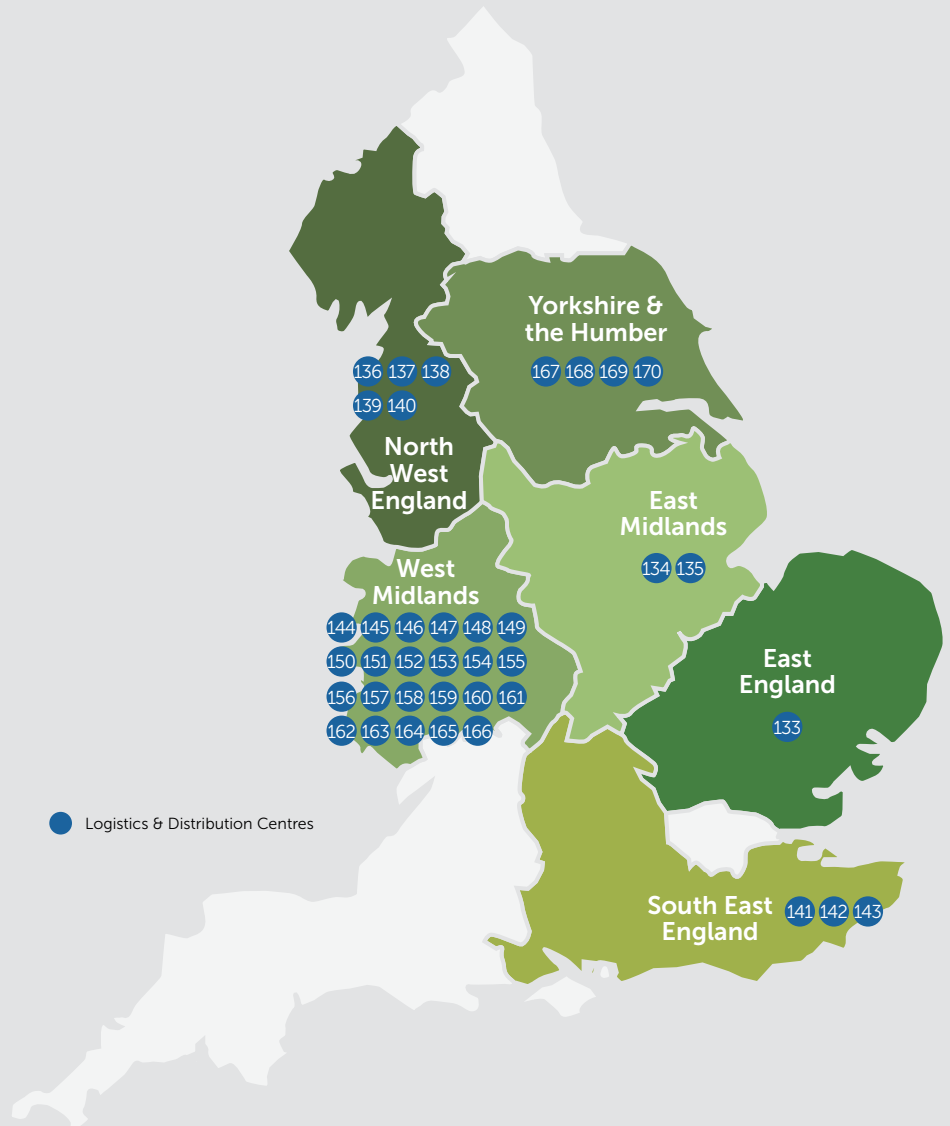 Yorkshire &
the Humber
167 168 169 170
136 137 138
139 140
North
West
England
East
Midlands
134 135
West
Midlands
144 145 146 147 148 149
150 151 152 153 154 155
156 157 158 159 160 161
162 163 164 165 166
East
England
133
Logistics & Distribution Centres
South East
England
141 142 143